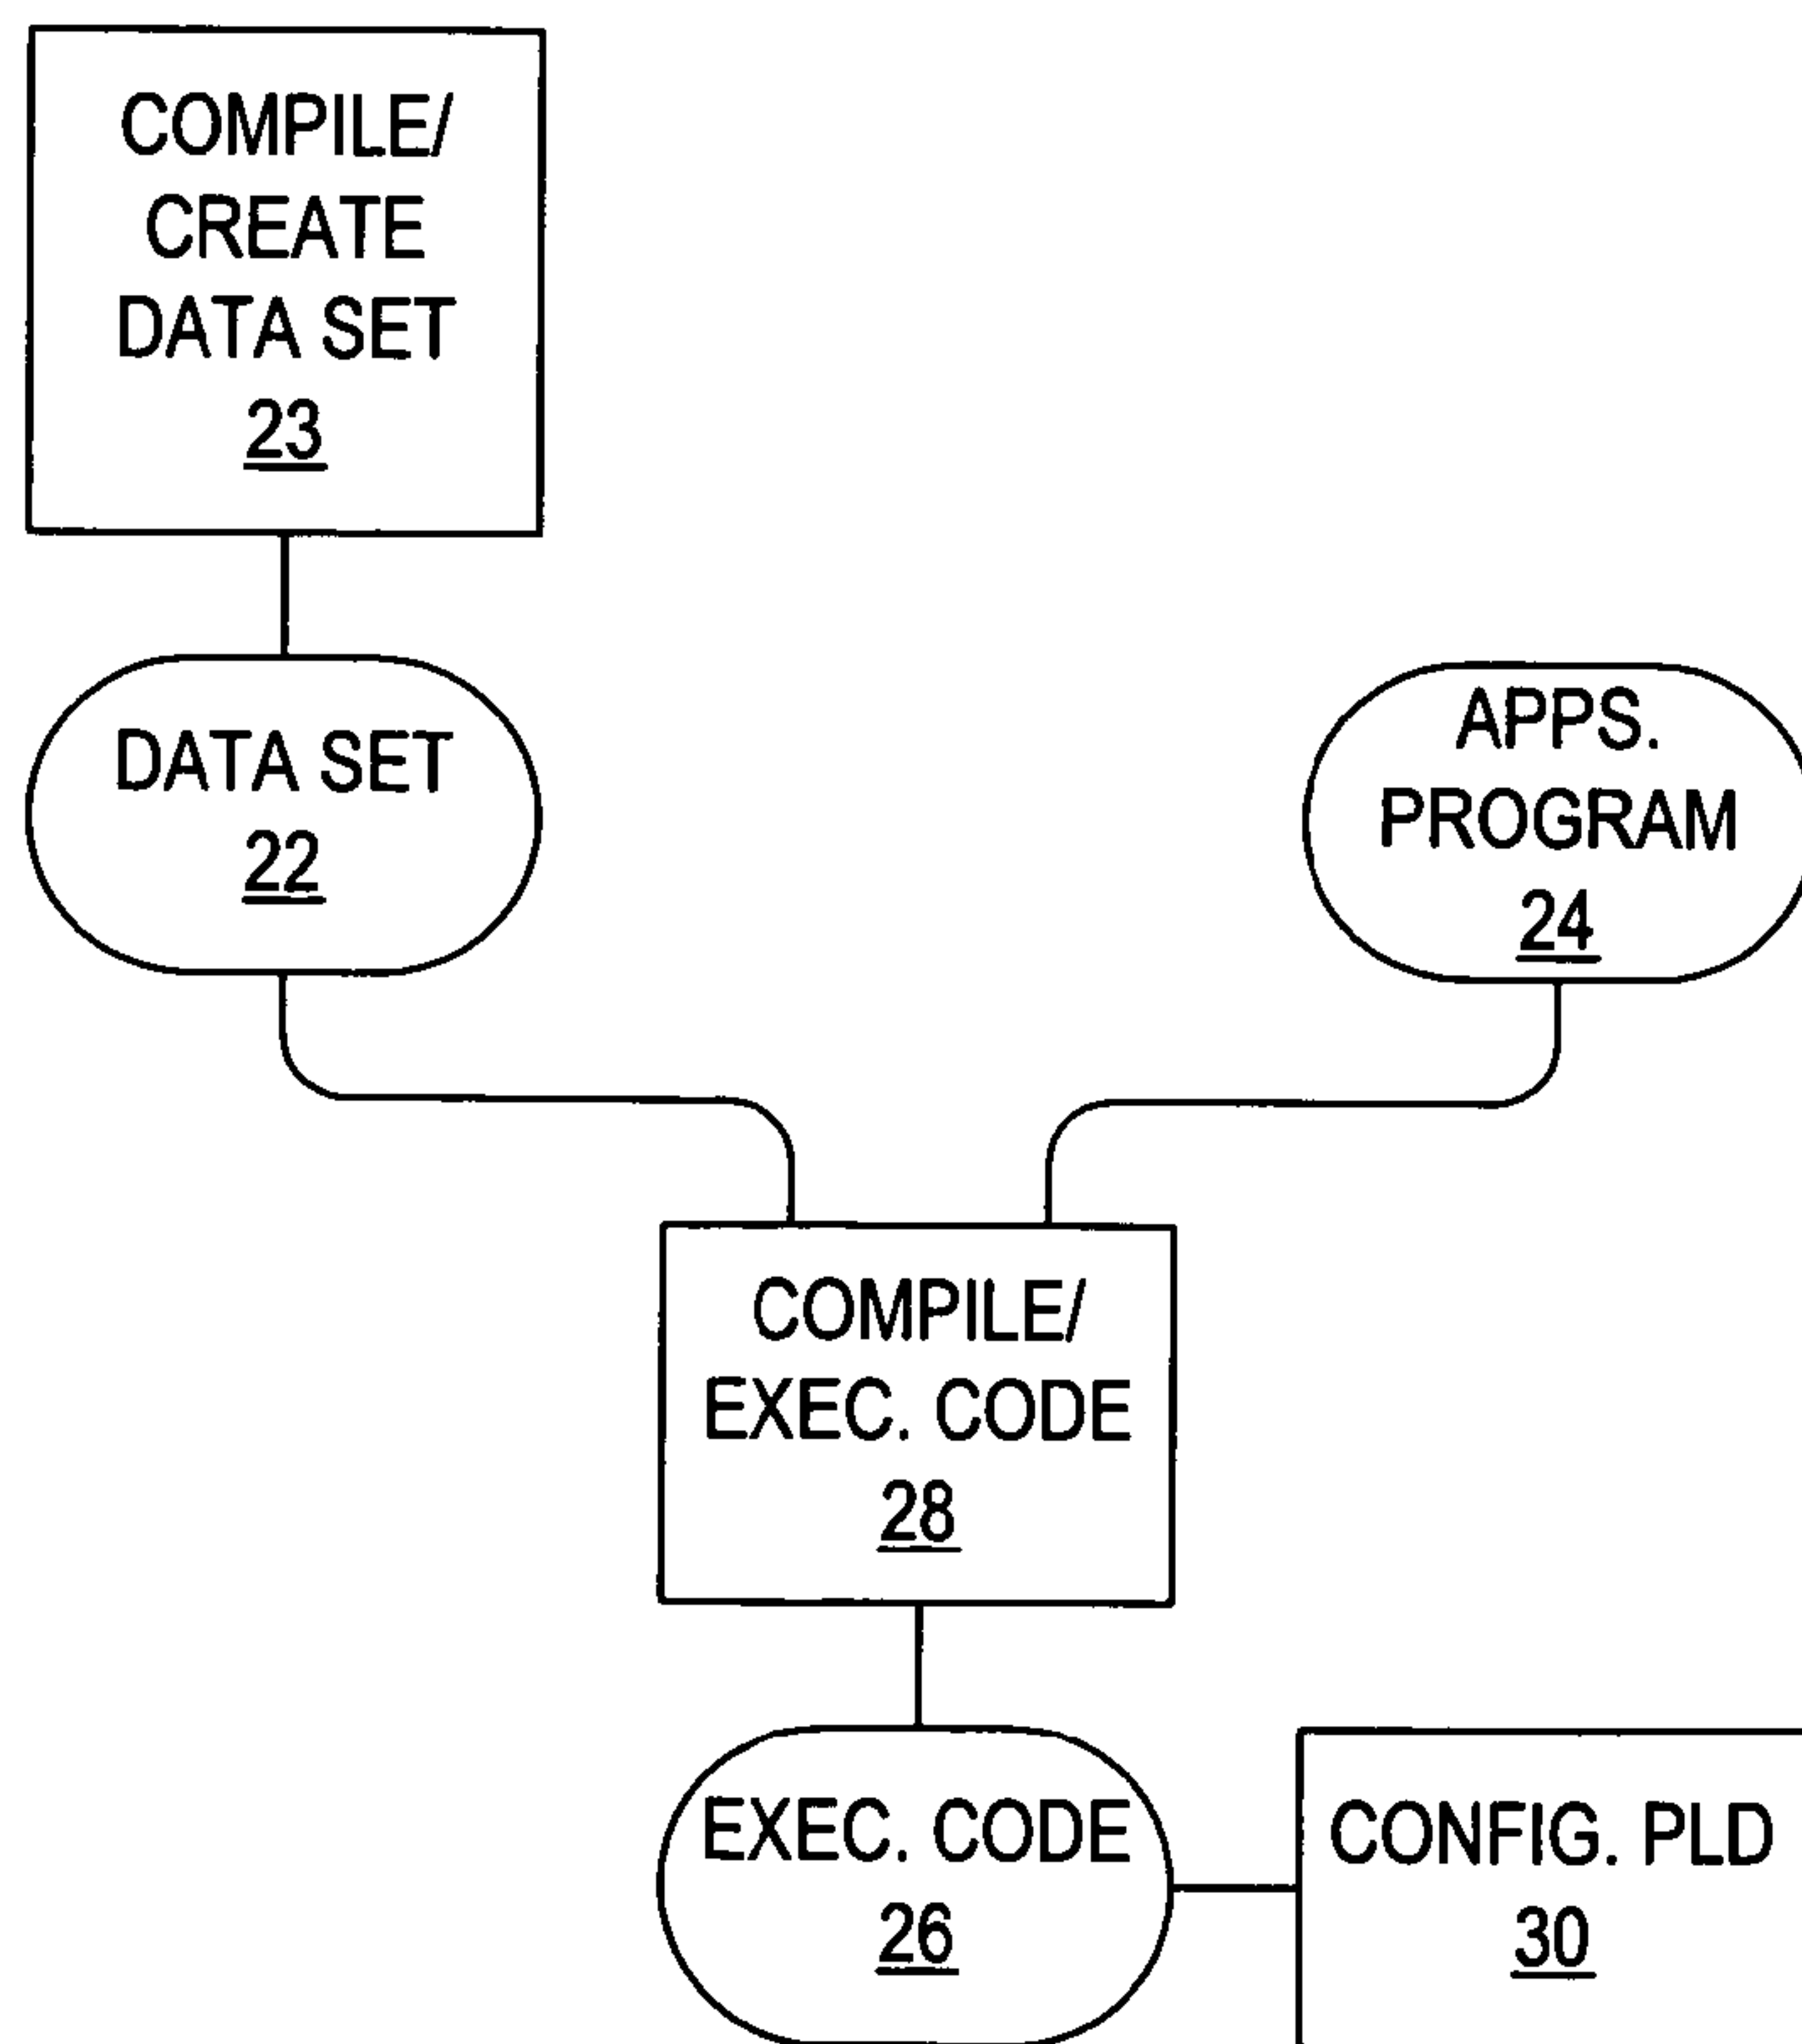 COMPILE/
CREATE
DATA SET
23
DATA SET
22
APPS.
PROGRAM
24
COMPILE/
EXEC. CODE
28
EXEC. CODE
26
CONFIG. PLD
30